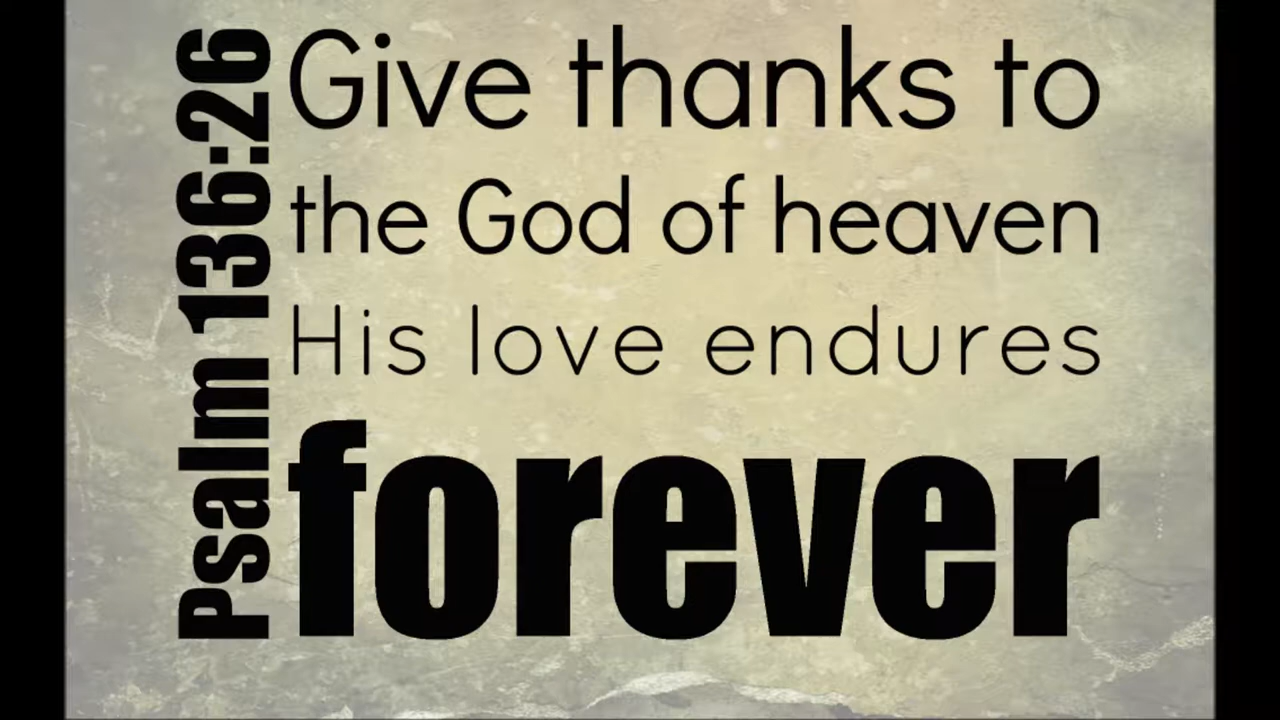 Psalm 136:26
Give thanks to
the God of heaven
His love endures
forever